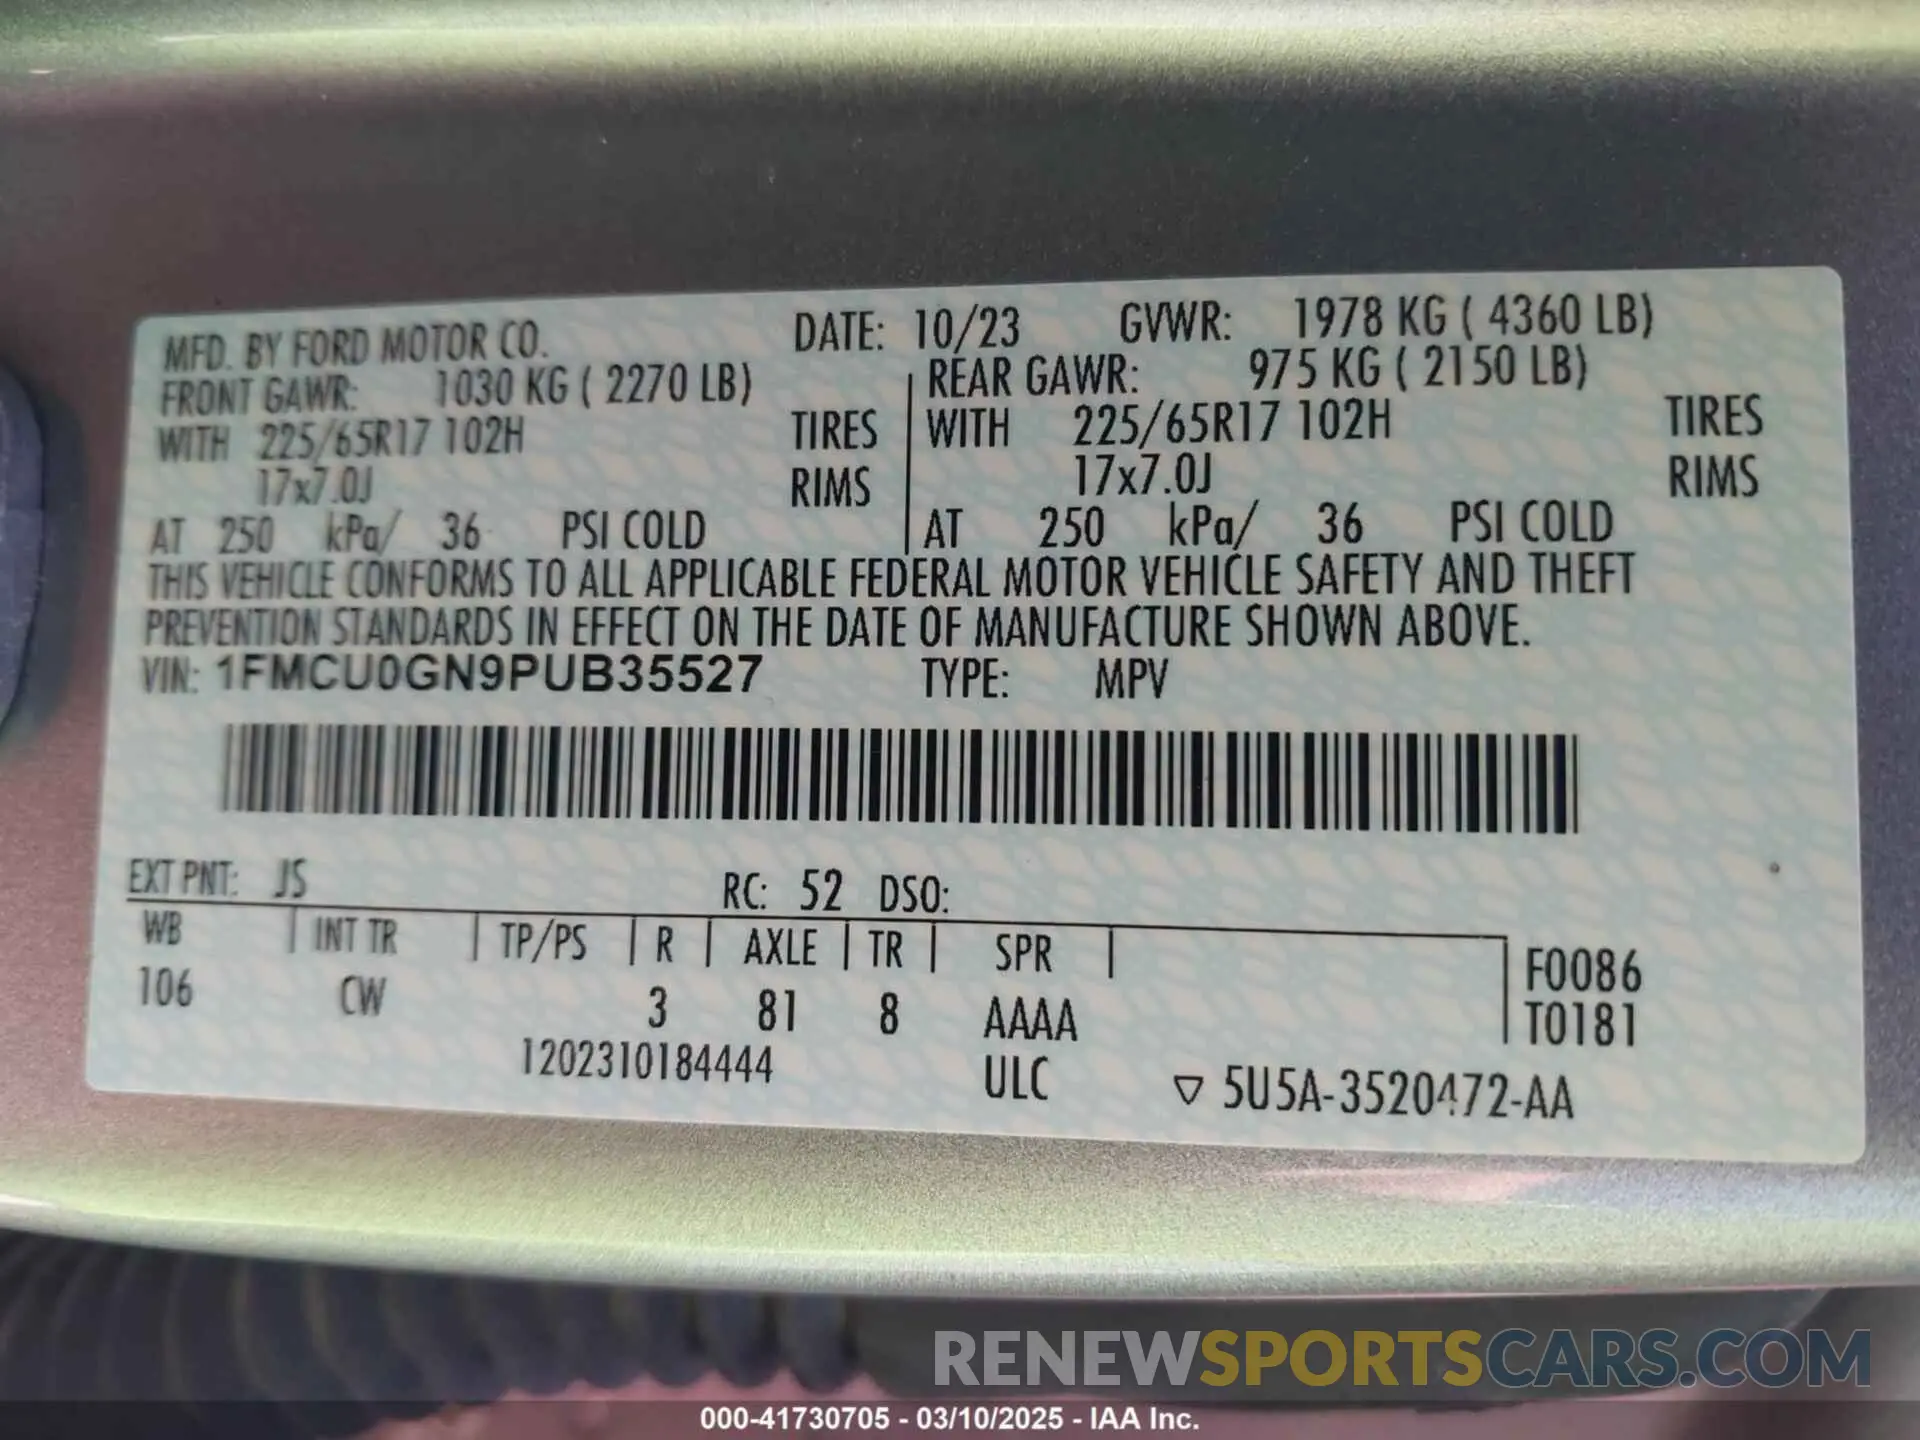 MFD. BY FORD MOTOR CO. DATE: 10/23 GVWR: 1978 KG ( 4360 LB)
FRONT GAWR: 1030 KG ( 2270 LB) REAR GAWR: 975 KG ( 2150 LB)
WITH 225/65R17 102H TIRES WITH 225/65R17 102H TIRES
17x7.0J RIMS 17x7.0J RIMS
AT 250 kPa/ 36 PSI COLD AT 250 kPa/ 36 PSI COLD
THIS VEHICLE CONFORMS TO ALL APPLICABLE FEDERAL MOTOR VEHICLE SAFETY AND THEFT
PREVENTION STANDARDS IN EFFECT ON THE DATE OF MANUFACTURE SHOWN ABOVE.
VIN: 1FMCU0GN9PUB35527 TYPE: MPV
EXT PNT: JS RC: 52 DSO:
WB INT TR TP/PS R AXLE TR SPR
106 CW 3 81 8 AAAA
F0086
T0181
1202310184444 ULC ▽ 5U5A-3520472-AA
RENEWSPORTSCARS.COM
000-41730705 - 03/10/2025 - IAA Inc.